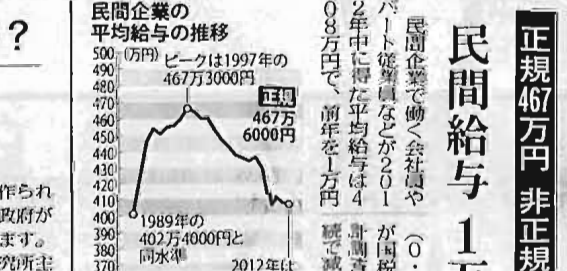 正規467万円 非正規
民間給与 1
民間企業で働く会社員や
パート従業員などが201
2年中に得た平均給与は4
08万円で、前年を1万円
(0・
が国税
計調
続で減
民間企業の
平均給与の推移
(万円)
500
490
480
470
460
450
440
430
420
410
400
390
380
370
ピークは1997年の
467万3000円
正規
467万
6000円
1989年の
402万4000円と
同水準
2012年は
?
作られ
政府が
ます。
究所主